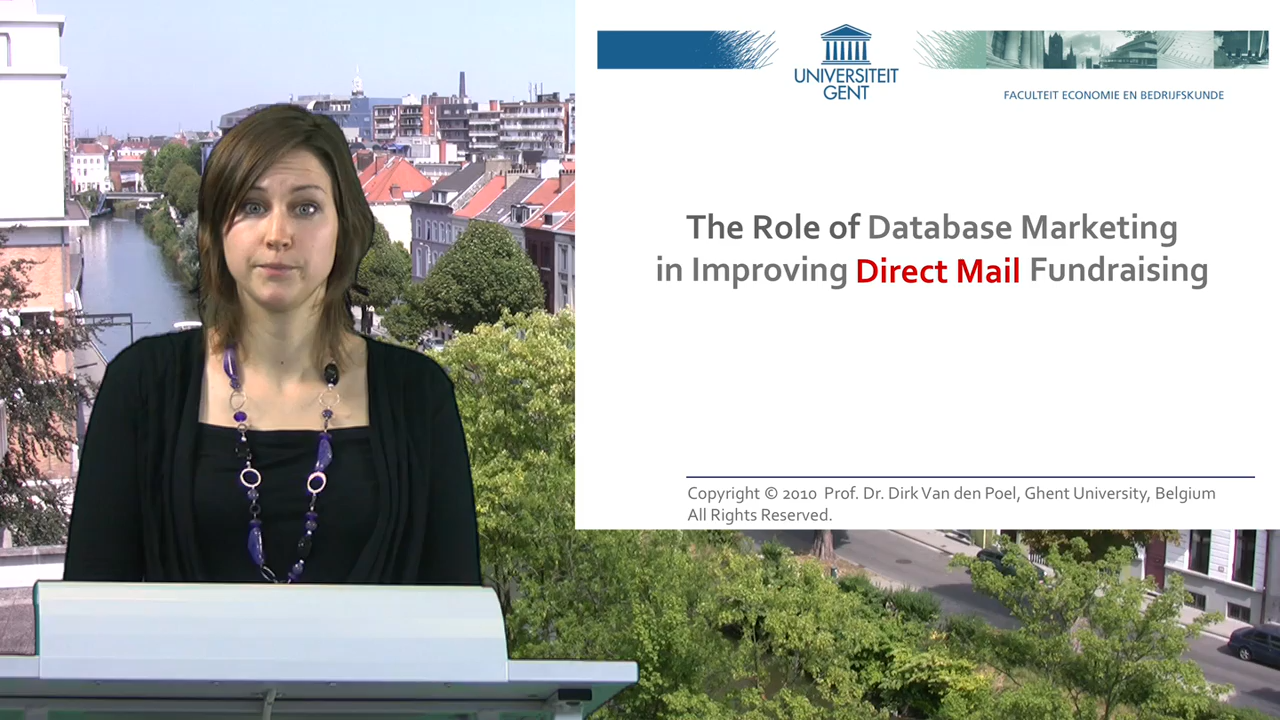 UNIVERSITEIT
GENT
FACULTEIT ECONOMIE EN BEDRIJFSKUNDE
The Role of Database Marketing
in Improving Direct Mail Fundraising
Copyright © 2010 Prof. Dr. Dirk Van den Poel, Ghent University, Belgium
All Rights Reserved.